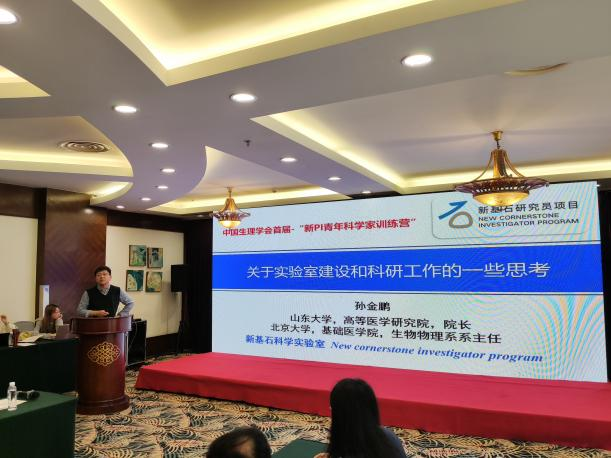 新基石研究员项目
NEW CORNERSTONE
INVESTIGATOR PROGRAM
中国生理学会首届-“新PI青年科学家训练营”
关于实验室建设和科研工作的一些思考
孙金鹏
山东大学,高等医学研究院,院长
北京大学,基础医学院,生物物理系系主任
新基石科学实验室 New cornerstone investigator program